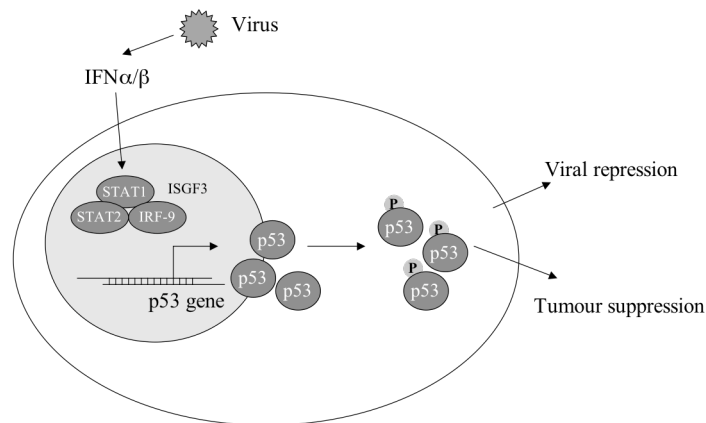 Virus
IFNα/β
STAT1
ISGF3
STAT2
IRF-9
p53 gene
p53
p53
p53
P
p53
P
p53
P
p53
Viral repression
Tumour suppression